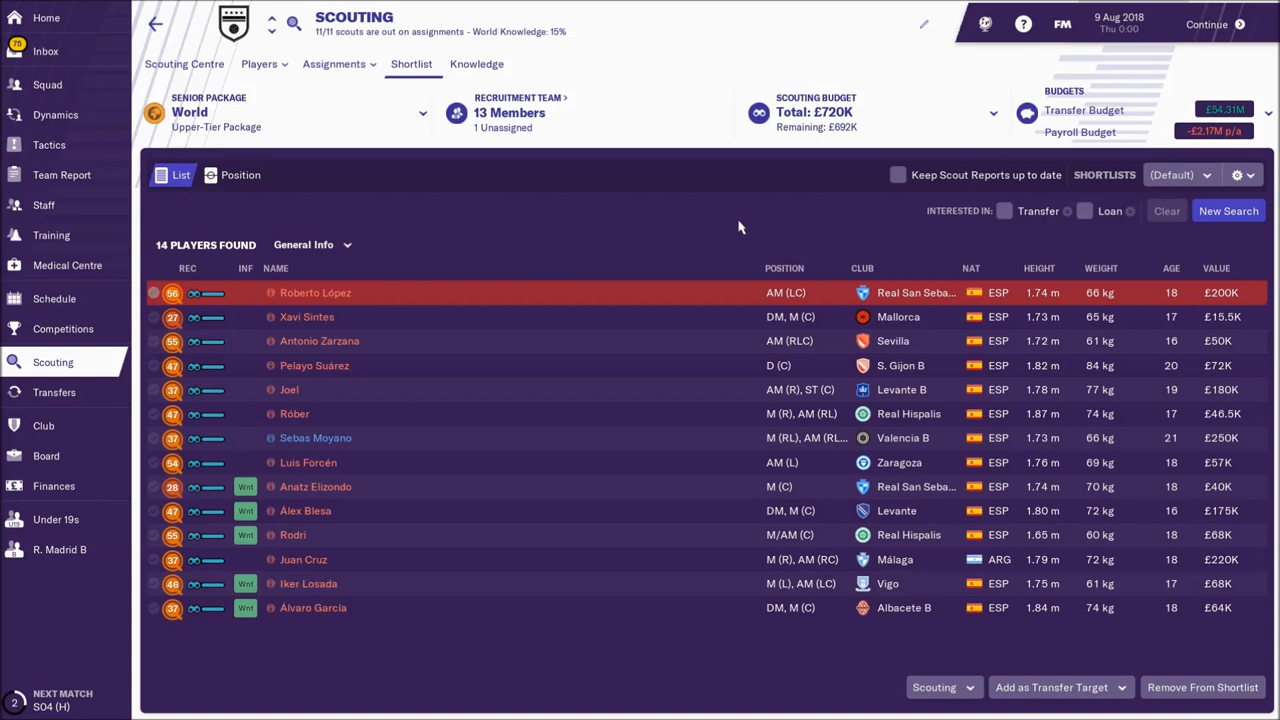 Home
75
Inbox
Squad
Dynamics
Tactics
Team Report
Staff
Training
Medical Centre
Schedule
Competitions
Scouting
Transfers
Club
Board
Finances
U19
Under 19s
B
R. Madrid B
2
NEXT MATCH
S04 (H)
SCOUTING
11/11 scouts are out on assignments - World Knowledge: 15%
FM
9 Aug 2018
Thu 0:00
Continue
Scouting Centre Players Assignments Shortlist Knowledge
SENIOR PACKAGE
World
Upper-Tier Package
RECRUITMENT TEAM >
13 Members
1 Unassigned
SCOUTING BUDGET
Total: £720K
Remaining: £692K
BUDGETS
Transfer Budget £54.31M
Payroll Budget -£2.17M p/a
List Position Keep Scout Reports up to date SHORTLISTS (Default)
INTERESTED IN: Transfer Loan Clear New Search
14 PLAYERS FOUND General Info
REC INF NAME POSITION CLUB NAT HEIGHT WEIGHT AGE VALUE
56 Roberto López AM (LC) Real San Seba... ESP 1.74 m 66 kg 18 £200K
27 Xavi Sintes DM, M (C) Mallorca ESP 1.73 m 65 kg 17 £15.5K
55 Antonio Zarzana AM (RLC) Sevilla ESP 1.72 m 61 kg 16 £50K
47 Pelayo Suárez D (C) S. Gijon B ESP 1.82 m 84 kg 20 £72K
37 Joel AM (R), ST (C) Levante B ESP 1.78 m 77 kg 19 £180K
47 Róber M (R), AM (RL) Real Hispalis ESP 1.87 m 74 kg 17 £46.5K
37 Sebas Moyano M (RL), AM (RL... Valencia B ESP 1.73 m 66 kg 21 £250K
54 Luis Forcén AM (L) Zaragoza ESP 1.76 m 69 kg 18 £57K
28 Wnt Anatz Elizondo M (C) Real San Seba... ESP 1.74 m 70 kg 18 £40K
47 Wnt Álex Blesa DM, M (C) Levante ESP 1.80 m 72 kg 16 £175K
55 Wnt Rodri M/AM (C) Real Hispalis ESP 1.65 m 60 kg 18 £68K
37 Juan Cruz M (R), AM (RC) Málaga ARG 1.79 m 72 kg 18 £220K
46 Wnt Iker Losada M (L), AM (LC) Vigo ESP 1.75 m 61 kg 17 £68K
37 Wnt Álvaro García DM, M (C) Albacete B ESP 1.84 m 74 kg 18 £64K
Scouting Add as Transfer Target Remove From Shortlist